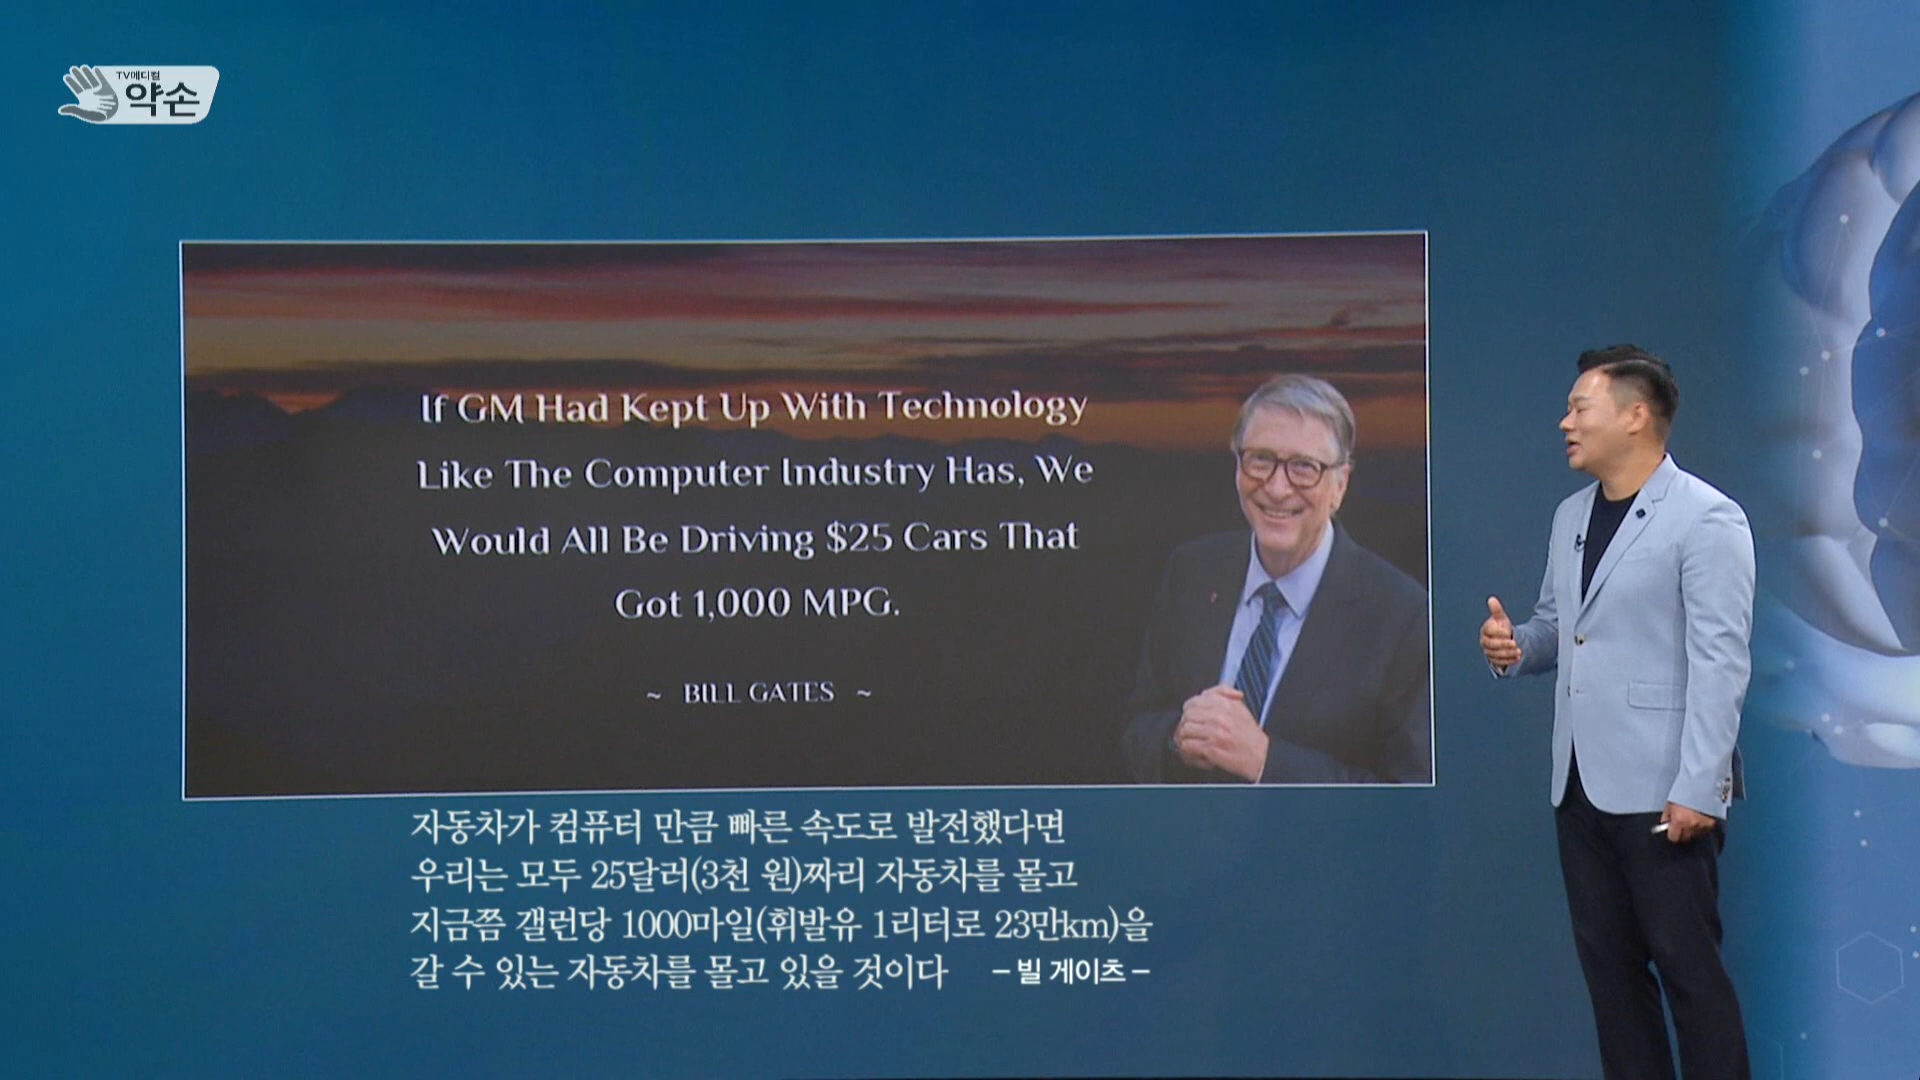 TV메디컬
약손
If GM Had Kept Up With Technology
Like The Computer Industry Has, We
Would All Be Driving $25 Cars That
Got 1,000 MPG.
~ BILL GATES ~
자동차가 컴퓨터 만큼 빠른 속도로 발전했다면
우리는 모두 25달러(3천 원)짜리 자동차를 몰고
지금쯤 갤런당 1000마일(휘발유 1리터로 23만km)을
갈 수 있는 자동차를 몰고 있을 것이다 – 빌 게이츠 –